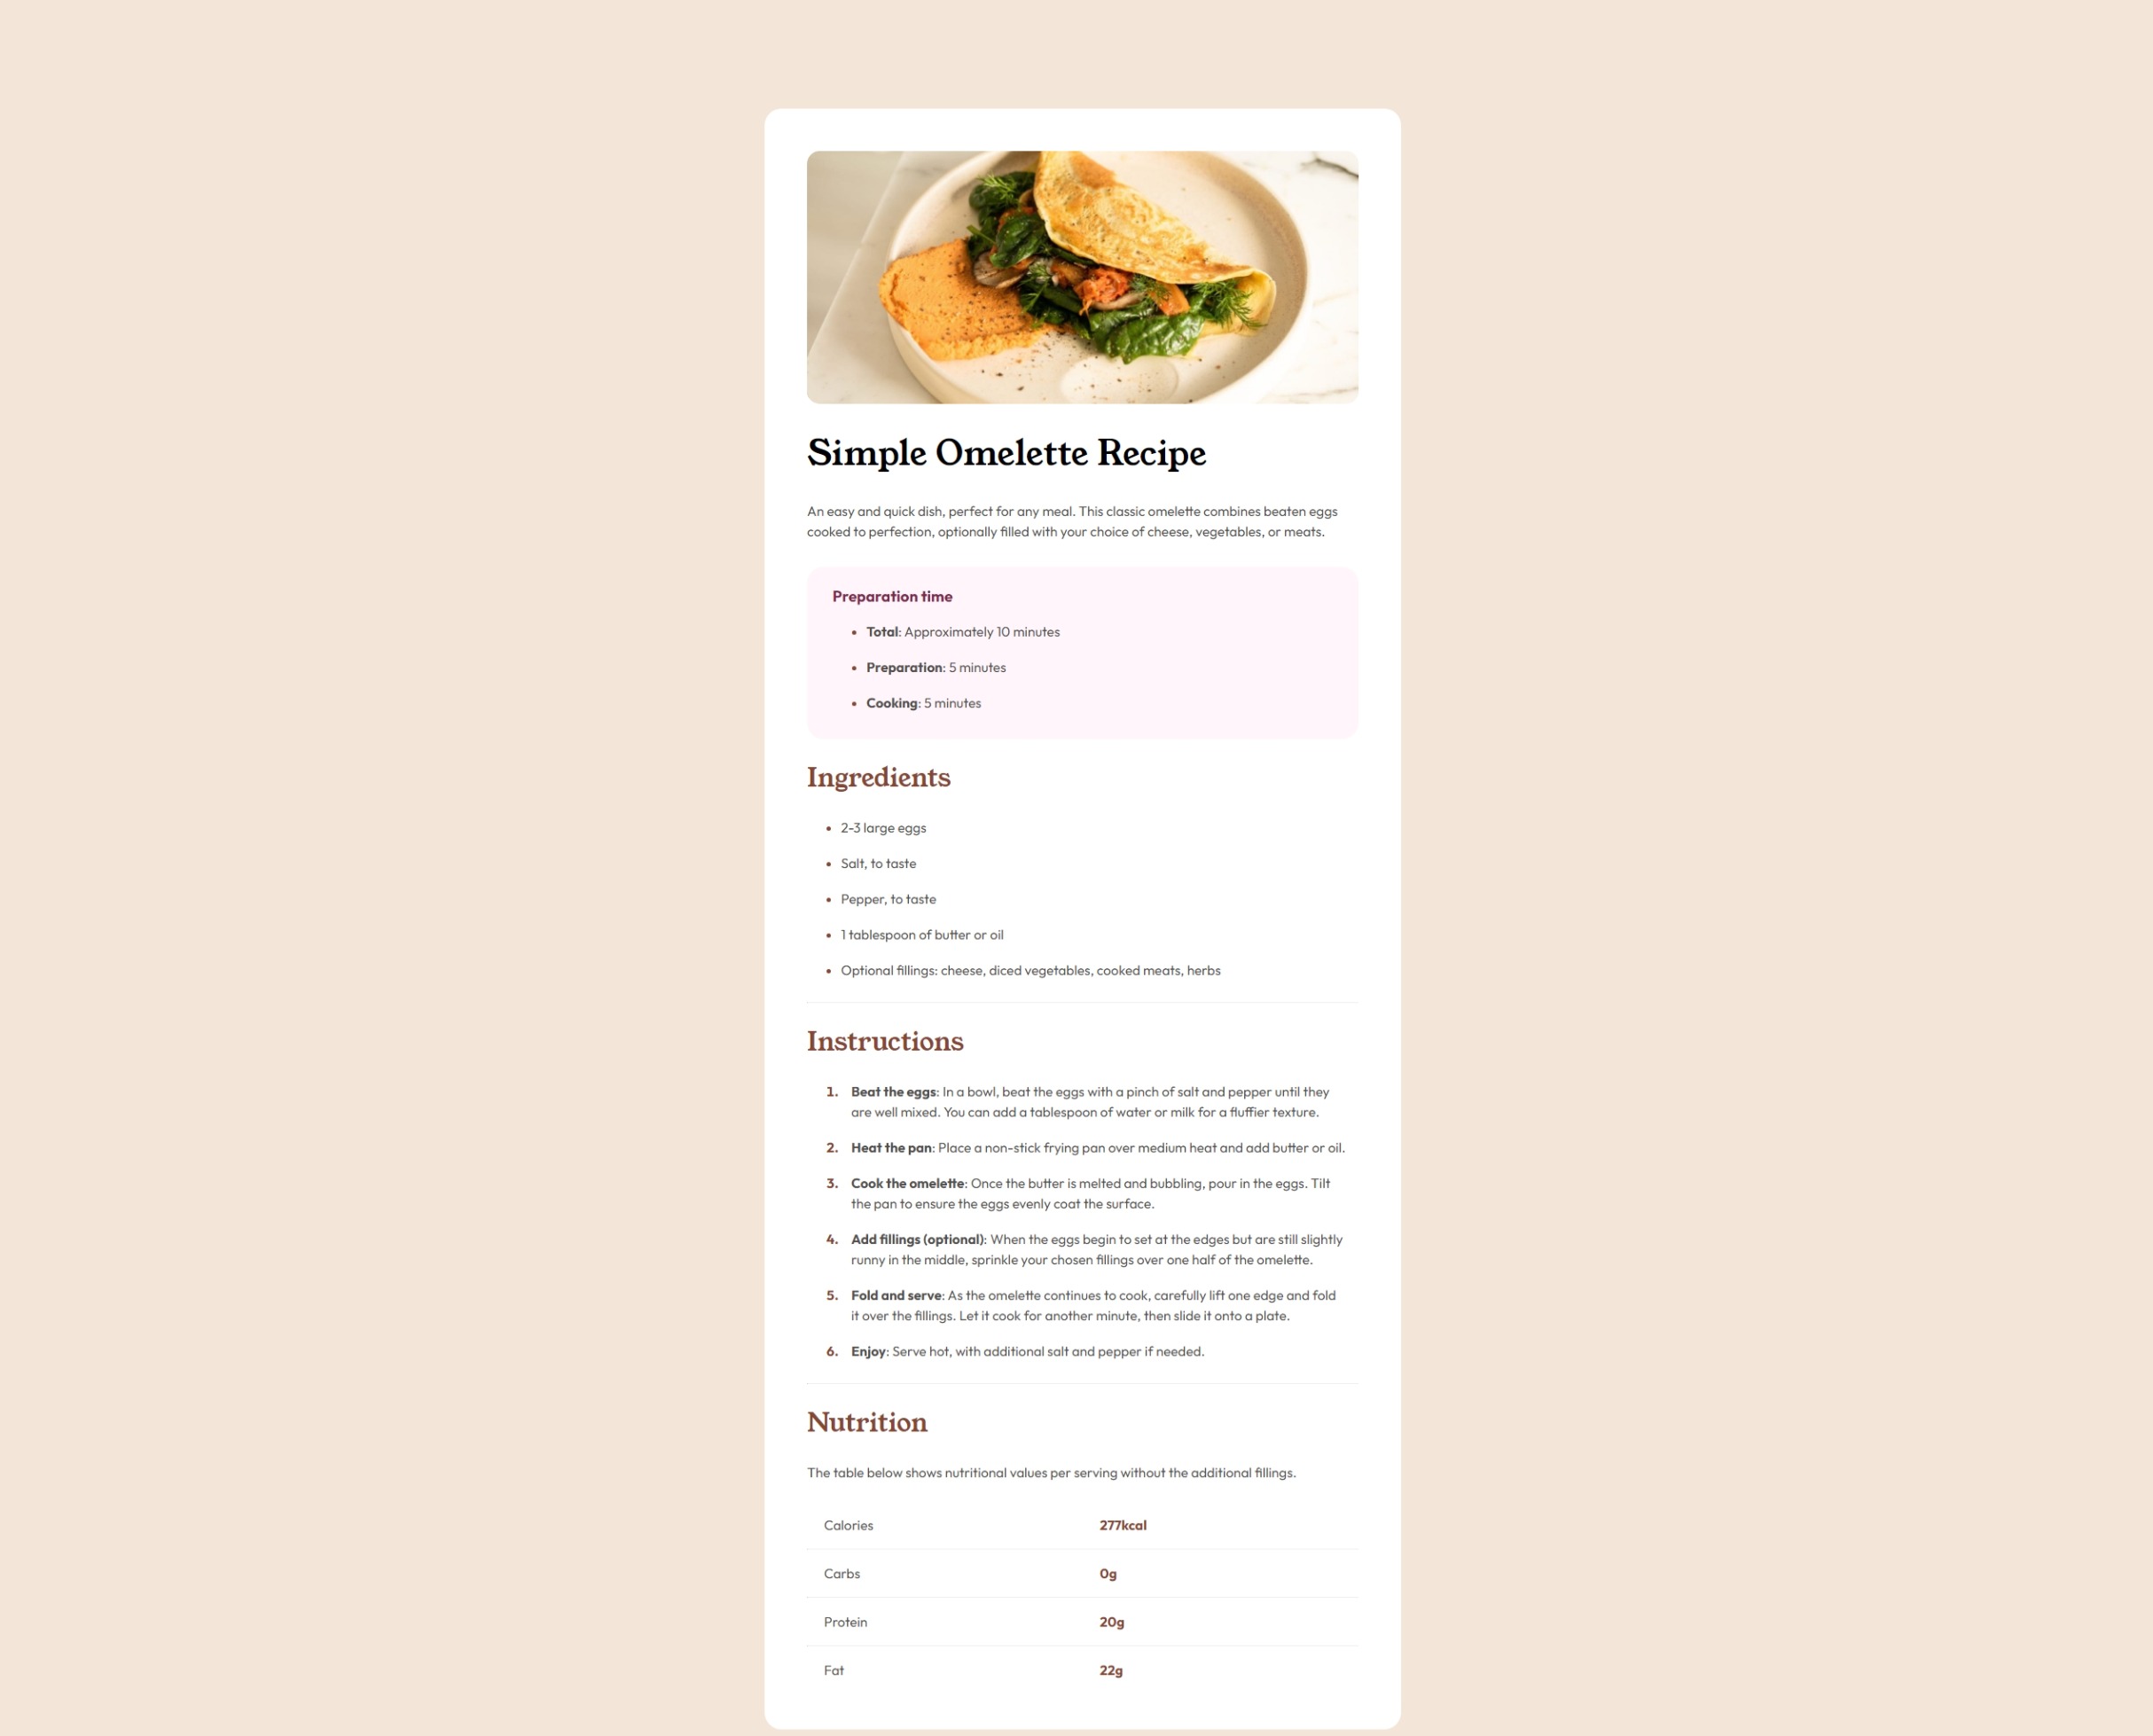 Simple Omelette Recipe
An easy and quick dish, perfect for any meal. This classic omelette combines beaten eggs
cooked to perfection, optionally filled with your choice of cheese, vegetables, or meats.
Preparation time
• Total: Approximately 10 minutes
• Preparation: 5 minutes
• Cooking: 5 minutes
Ingredients
• 2-3 large eggs
• Salt, to taste
• Pepper, to taste
• 1 tablespoon of butter or oil
• Optional fillings: cheese, diced vegetables, cooked meats, herbs
Instructions
1. Beat the eggs: In a bowl, beat the eggs with a pinch of salt and pepper until they
are well mixed. You can add a tablespoon of water or milk for a fluffier texture.
2. Heat the pan: Place a non-stick frying pan over medium heat and add butter or oil.
3. Cook the omelette: Once the butter is melted and bubbling, pour in the eggs. Tilt
the pan to ensure the eggs evenly coat the surface.
4. Add fillings (optional): When the eggs begin to set at the edges but are still slightly
runny in the middle, sprinkle your chosen fillings over one half of the omelette.
5. Fold and serve: As the omelette continues to cook, carefully lift one edge and fold
it over the fillings. Let it cook for another minute, then slide it onto a plate.
6. Enjoy: Serve hot, with additional salt and pepper if needed.
Nutrition
The table below shows nutritional values per serving without the additional fillings.
Calories 277kcal
Carbs 0g
Protein 20g
Fat 22g